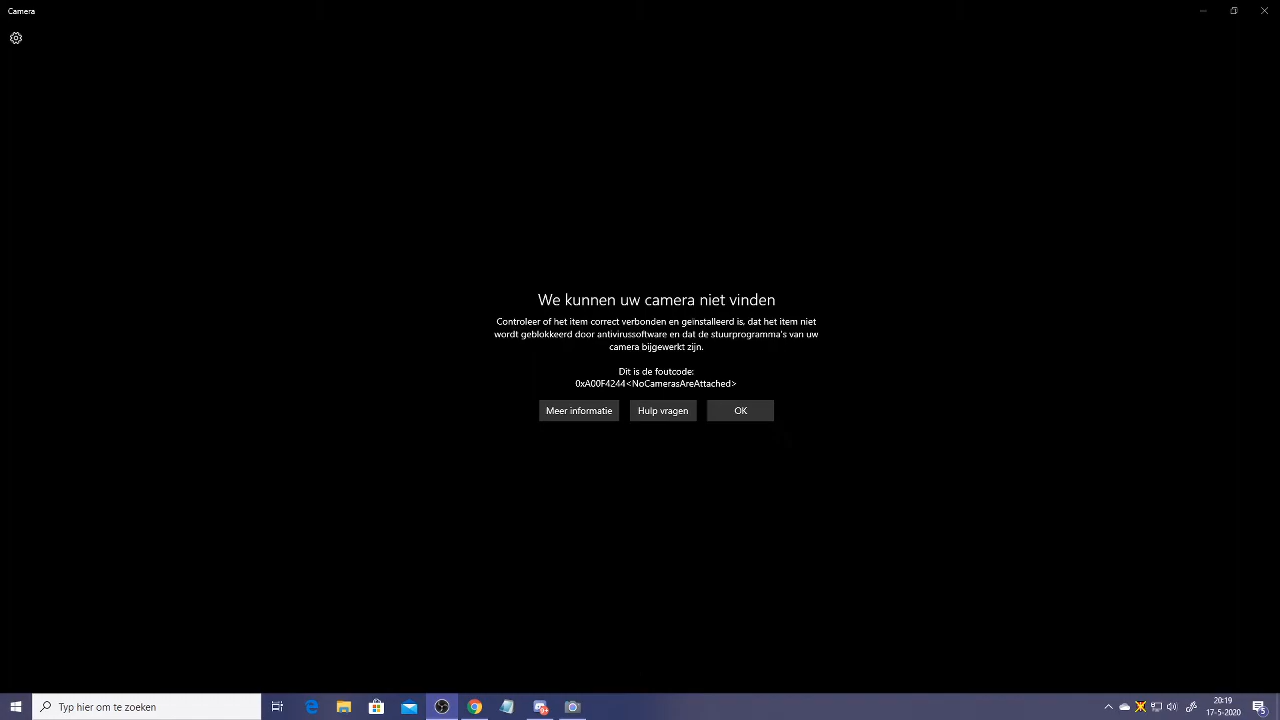 Camera
We kunnen uw camera niet vinden
Controleer of het item correct verbonden en geïnstalleerd is, dat het item niet
wordt geblokkeerd door antivirussoftware en dat de stuurprogramma's van uw
camera bijgewerkt zijn.
Dit is de foutcode:
0xA00F4244<NoCamerasAreAttached>
Meer informatie
Hulp vragen
OK
Typ hier om te zoeken
20:19
17-5-2020